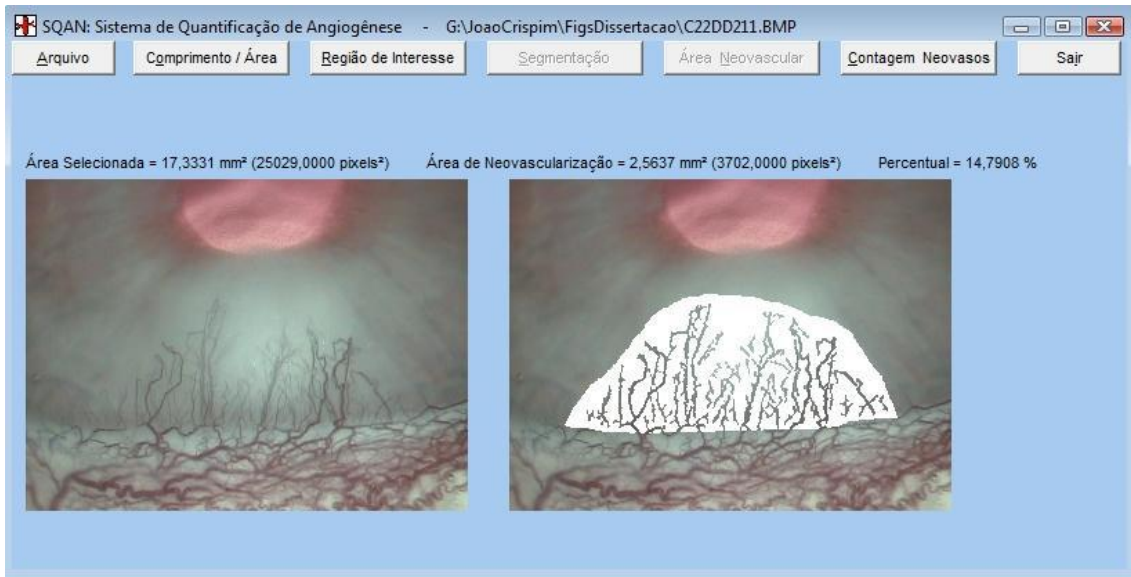 SQAN: Sistema de Quantificação de Angiogênese - G:\JoaoCrispim\FigsDissertacao\C22DD211.BMP
Arquivo Comprimento / Área Região de Interesse Segmentação Área Neovascular Contagem Neovasos Sair
Área Selecionada = 17,3331 mm² (25029,0000 pixels²) Área de Neovascularização = 2,5637 mm² (3702,0000 pixels²) Percentual = 14,7908 %